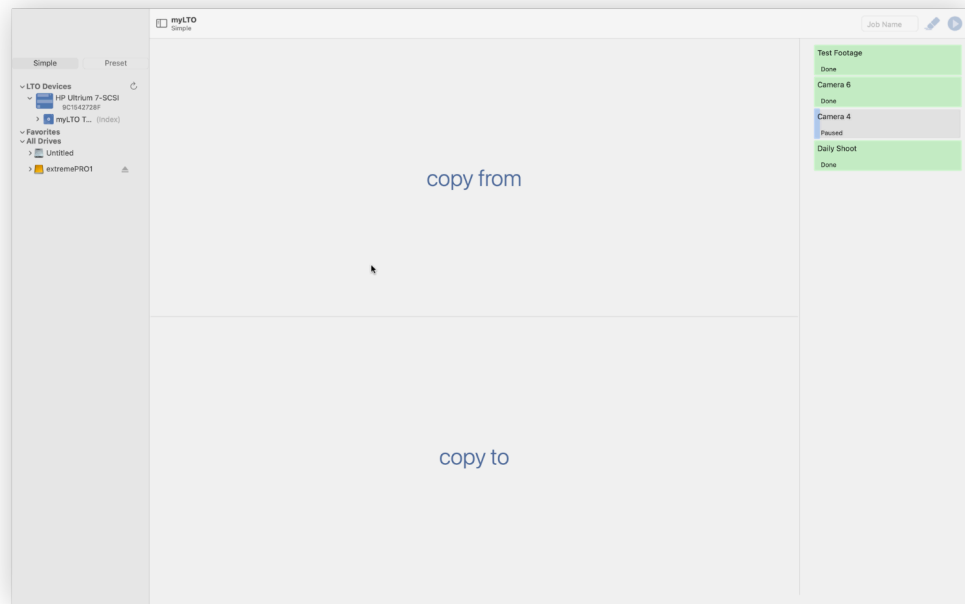 myLTO
Simple
Job Name
Simple Preset
LTO Devices
HP Ultrium 7-SCSI
9C1542728F
myLTO T... (Index)
Favorites
All Drives
Untitled
extremePRO1
copy from
copy to
Test Footage
Done
Camera 6
Done
Camera 4
Paused
Daily Shoot
Done